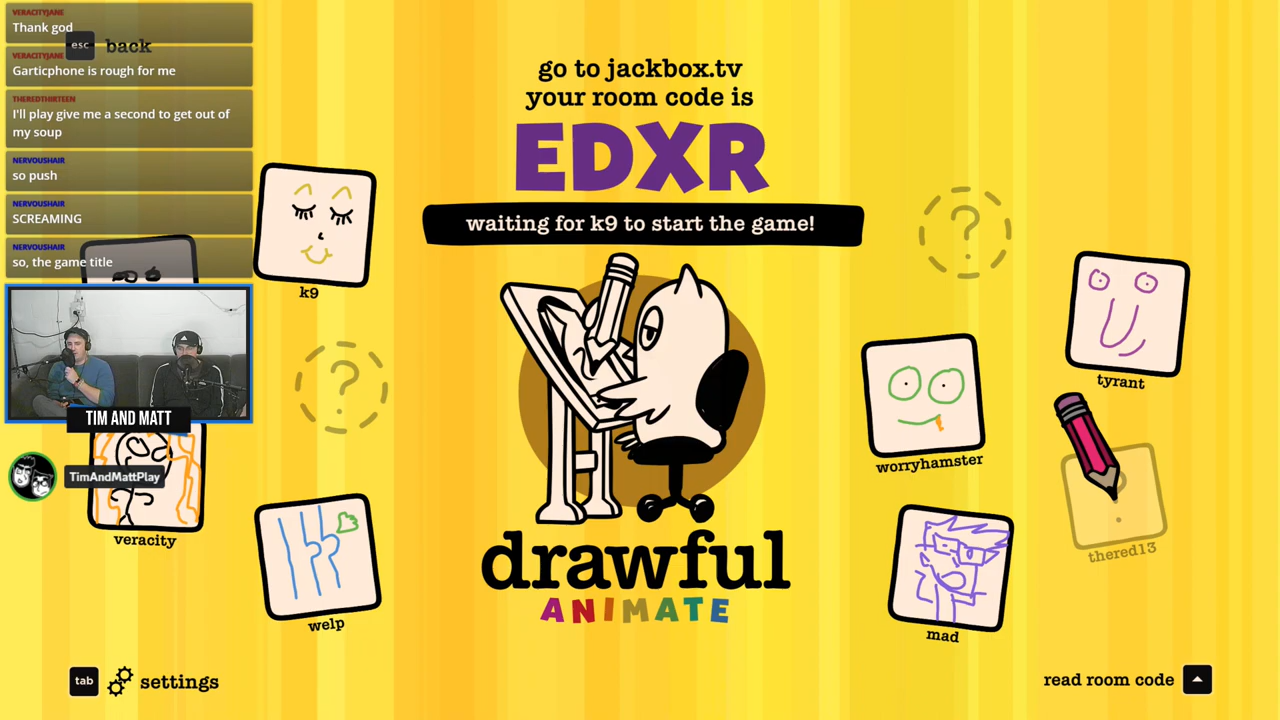 VERACITYJANE
Thank god
esc back
VERACITYJANE
Garticphone is rough for me
THEREDTHIRTEEN
I'll play give me a second to get out of
my soup
NERVOUSHAIR
so push
NERVOUSHAIR
SCREAMING
NERVOUSHAIR
so, the game title
TIM AND MATT
TimAndMattPlay
go to jackbox.tv
your room code is
EDXR
waiting for k9 to start the game!
k9
?
veracity
welp
drawful
ANIMATE
?
tyrant
worryhamster
thered13
mad
tab settings
read room code